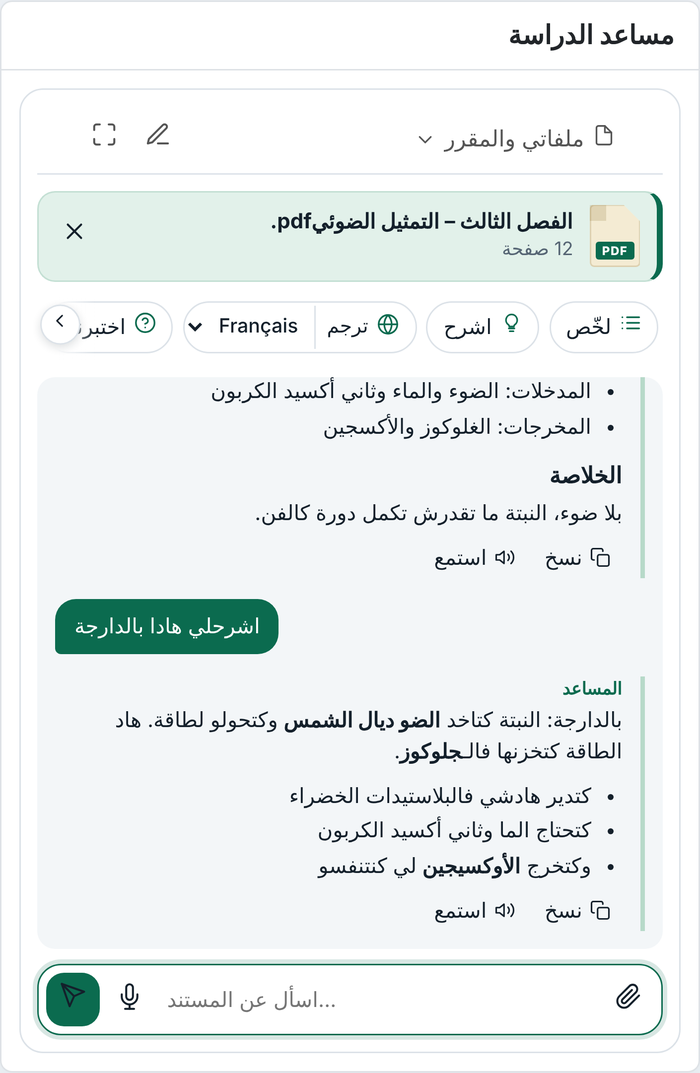 مساعد الدراسة
ملفاتي والمقرر
الفصل الثالث – التمثيل الضوئيpdf.
PDF
12 صفحة
لخّص
اشرح
ترجم
Français
اختبرن
المدخلات: الضوء والماء وثاني أكسيد الكربون
المخرجات: الغلوكوز والأكسجين
الخلاصة
بلا ضوء، النبتة ما تقدرش تكمل دورة كالفن.
نسخ
استمع
اشرحلي هادا بالدارجة
المساعد
بالدارجة: النبتة كتاخد الضو ديال الشمس وكتحولو لطاقة. هاد
الطاقة كتخزنها فالـجلوكوز.
كتدير هادشي فالبلاستيدات الخضراء
كتحتاج الما وثاني أكسيد الكربون
وكتخرج الأوكسيجين لي كنتنفسو
نسخ
استمع
اسأل عن المستند...